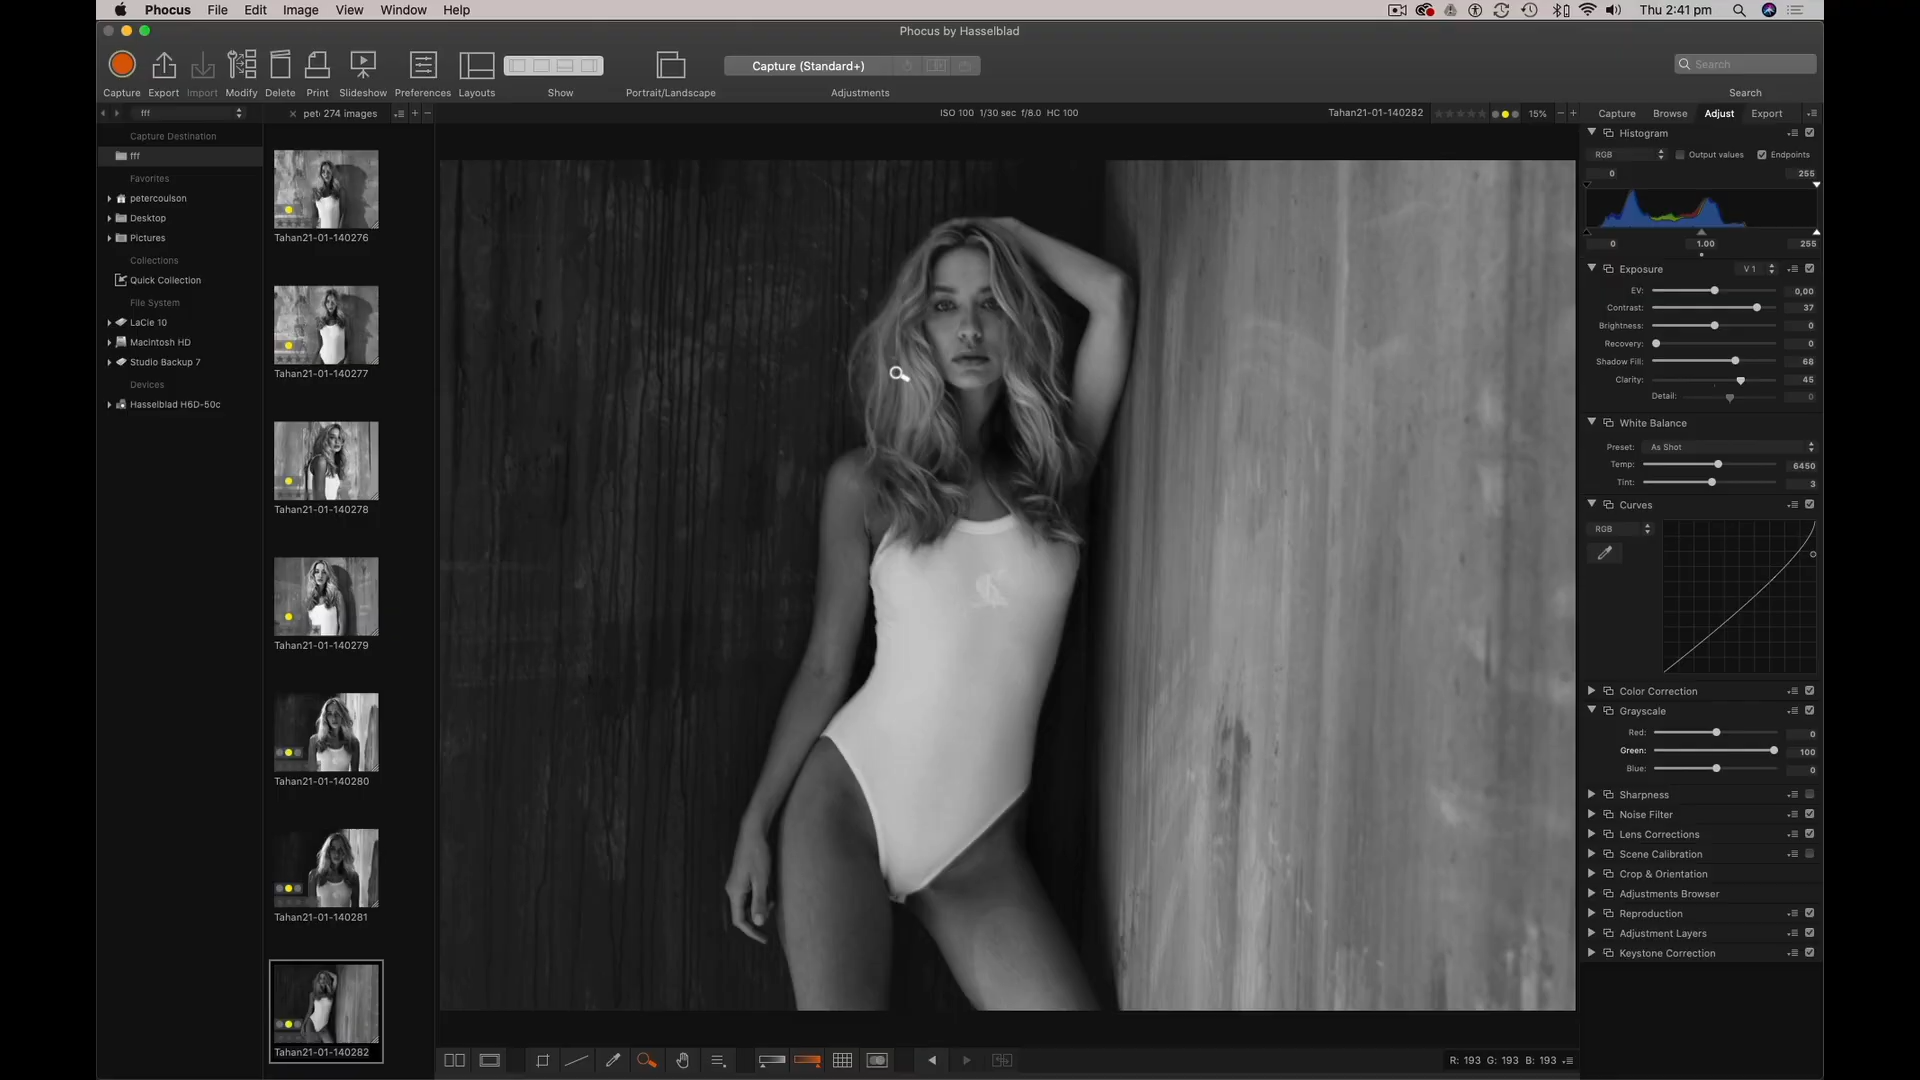 Phocus File Edit Image View Window Help
Thu 2:41 pm
Phocus by Hasselblad
Capture (Standard+)
Search
Capture Export Import Modify Delete Print Slideshow Preferences Layouts Show Portrait/Landscape Adjustments Search
fff
pet 274 images
ISO 100 1/30 sec f/8.0 HC 100
Tahan21-01-140282
15%
Capture Browse Adjust Export
Capture Destination
fff
Favorites
petercoulson
Desktop
Pictures
Collections
Quick Collection
File System
LaCie 10
Macintosh HD
Studio Backup 7
Devices
Hasselblad H6D-50c
Tahan21-01-140276
Tahan21-01-140277
Tahan21-01-140278
Tahan21-01-140279
Tahan21-01-140280
Tahan21-01-140281
Tahan21-01-140282
Histogram
RGB Output values Endpoints
0 255
0 1.00 255
Exposure V 1
EV: 0,00
Contrast: 37
Brightness: 0
Recovery: 0
Shadow Fill: 68
Clarity: 45
Detail: 0
White Balance
Preset: As Shot
Temp: 6450
Tint: 3
Curves
RGB
Color Correction
Grayscale
Red: 0
Green: 100
Blue: 0
Sharpness
Noise Filter
Lens Corrections
Scene Calibration
Crop & Orientation
Adjustments Browser
Reproduction
Adjustment Layers
Keystone Correction
R: 193 G: 193 B: 193